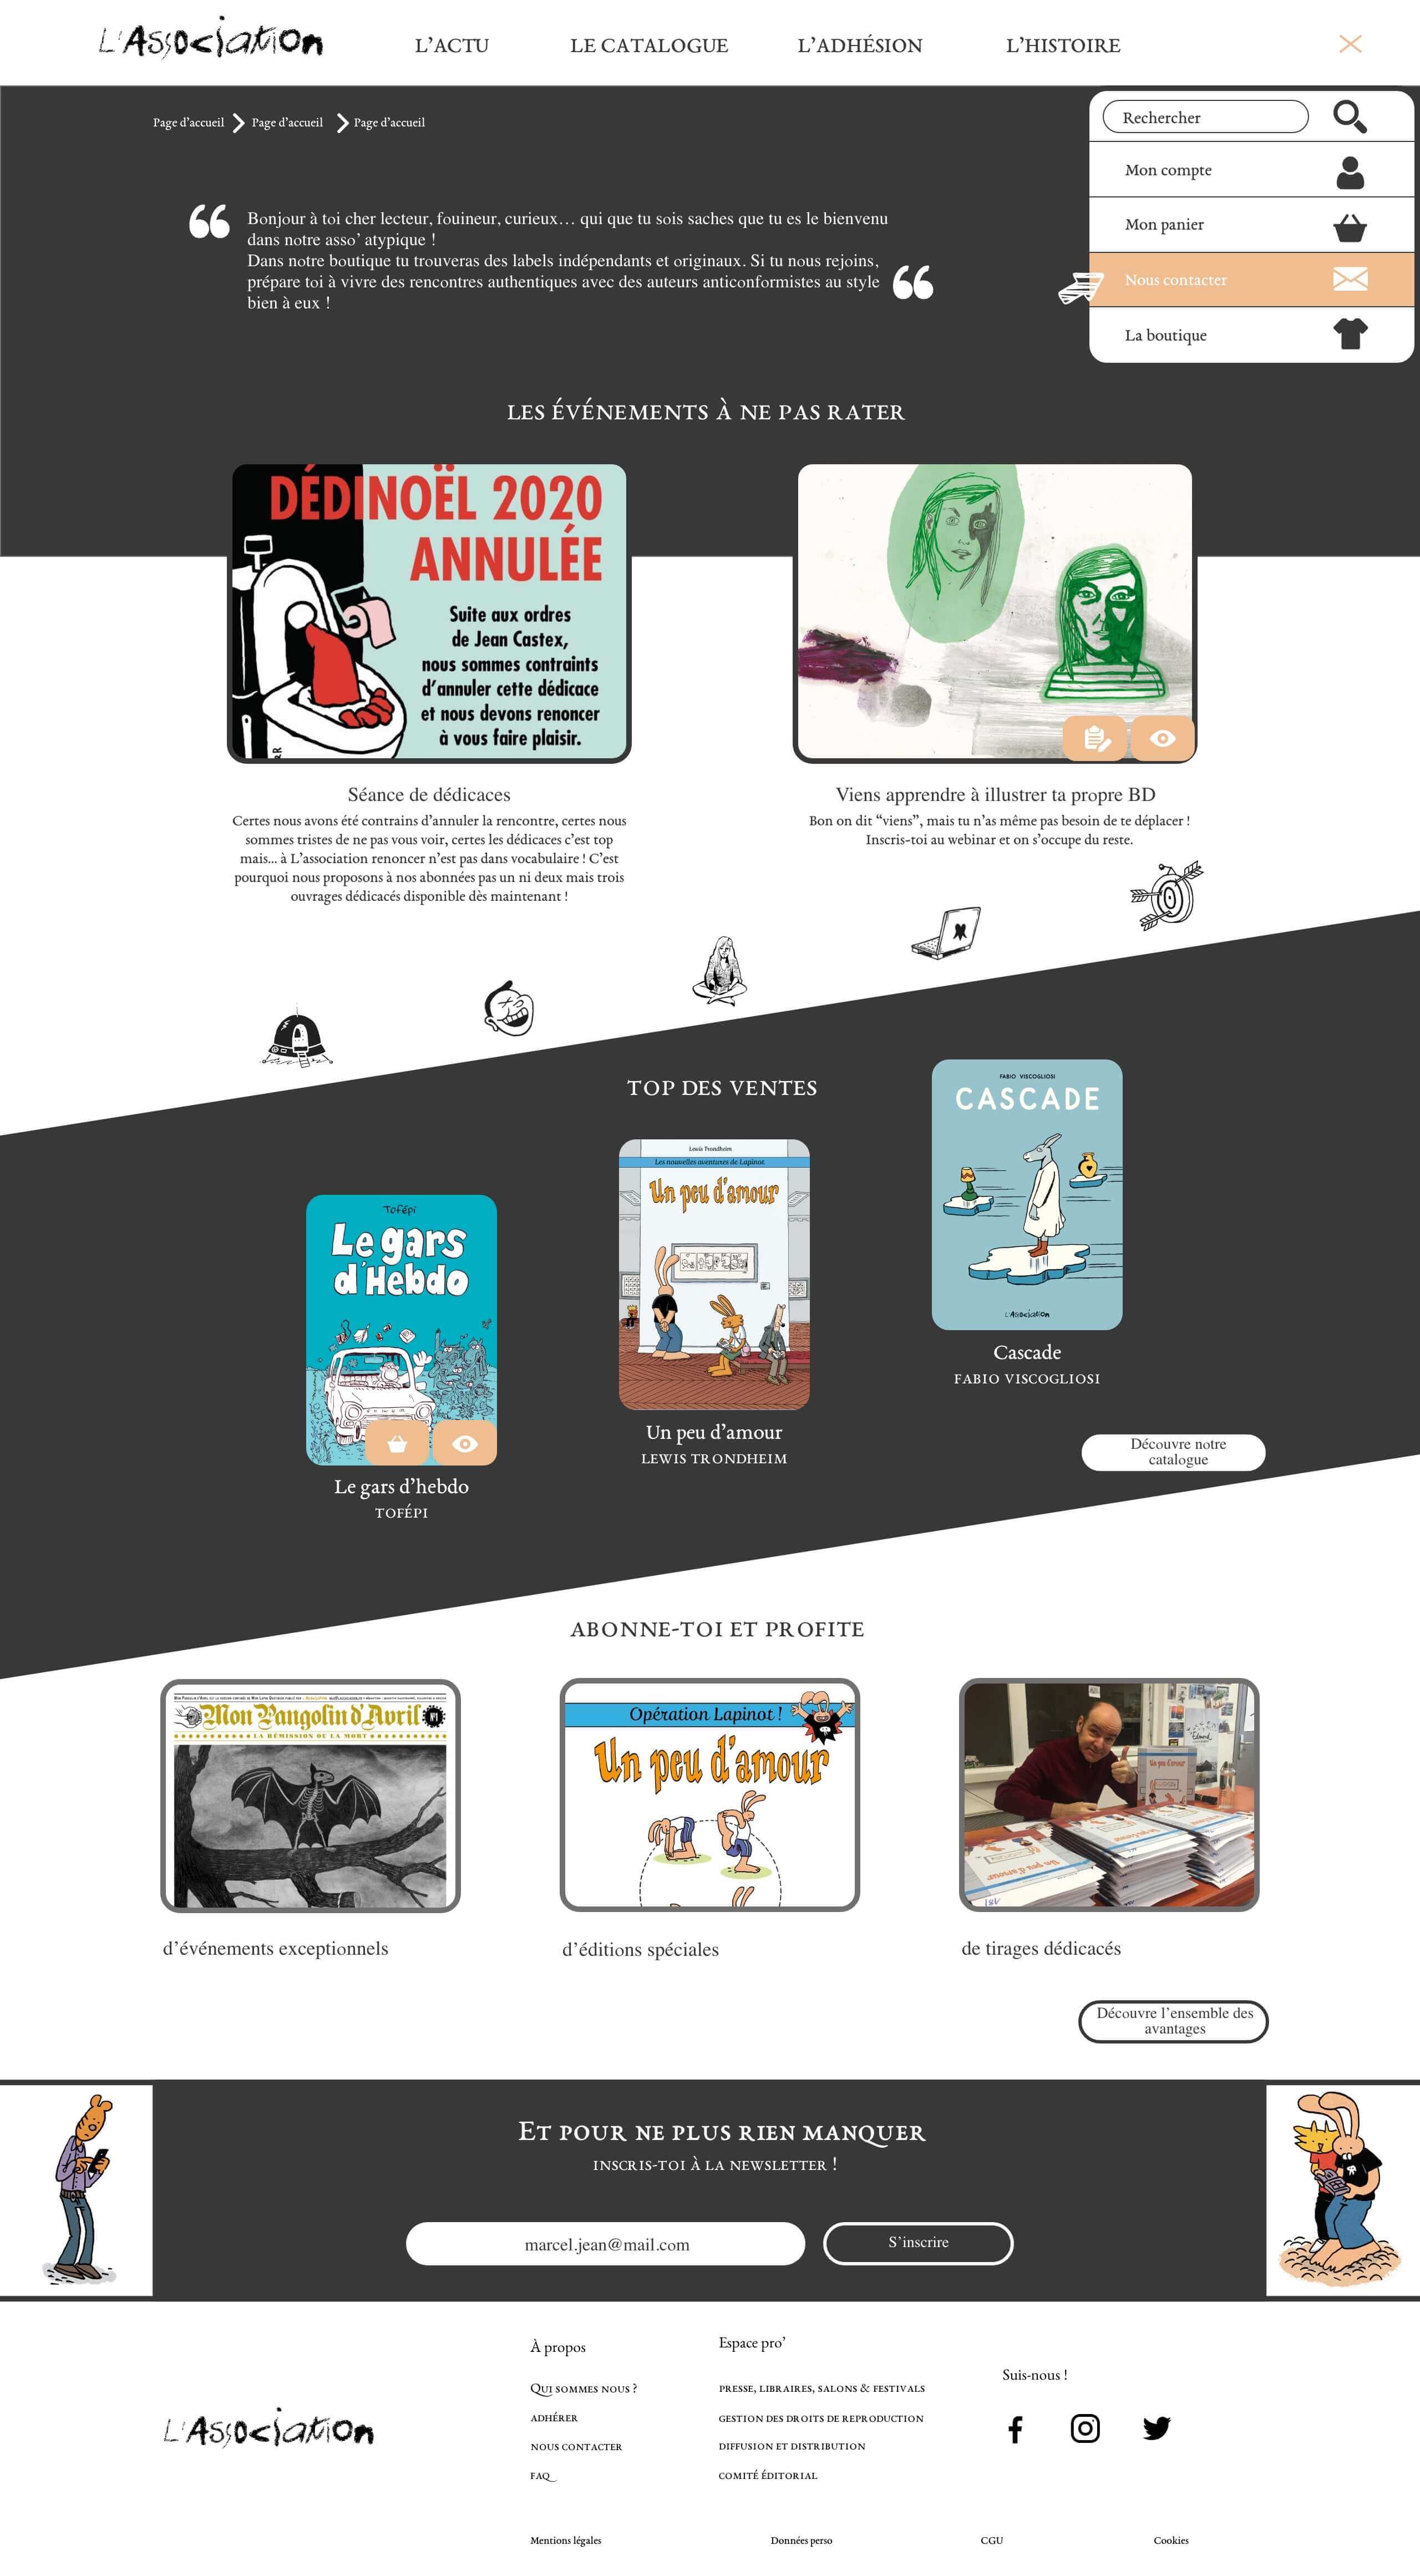 L'Association
L'ACTU
LE CATALOGUE
L'ADHÉSION
L'HISTOIRE
Page d'accueil
Page d'accueil
Page d'accueil
Rechercher
Mon compte
Mon panier
Nous contacter
La boutique
Bonjour à toi cher lecteur, fouineur, curieux… qui que tu sois saches que tu es le bienvenu
dans notre asso' atypique !
Dans notre boutique tu trouveras des labels indépendants et originaux. Si tu nous rejoins,
prépare toi à vivre des rencontres authentiques avec des auteurs anticonformistes au style
bien à eux !
LES ÉVÉNEMENTS À NE PAS RATER
DÉDINOËL 2020
ANNULÉE
Suite aux ordres
de Jean Castex,
nous sommes contraints
d'annuler cette dédicace
et nous devons renoncer
à vous faire plaisir.
Séance de dédicaces
Certes nous avons été contrains d'annuler la rencontre, certes nous
sommes tristes de ne pas vous voir, certes les dédicaces c'est top
mais... à L'association renoncer n'est pas dans vocabulaire ! C'est
pourquoi nous proposons à nos abonnées pas un ni deux mais trois
ouvrages dédicacés disponible dès maintenant !
Viens apprendre à illustrer ta propre BD
Bon on dit "viens", mais tu n'as même pas besoin de te déplacer !
Inscris-toi au webinar et on s'occupe du reste.
TOP DES VENTES
Tofépi
Le gars
d'Hebdo
Le gars d'hebdo
TOFÉPI
Lewis Trondheim
Les nouvelles aventures de Lapinot
Un peu d'amour
Un peu d'amour
LEWIS TRONDHEIM
FABIO VISCOGLIOSI
CASCADE
L'Association
Cascade
FABIO VISCOGLIOSI
Découvre notre
catalogue
ABONNE-TOI ET PROFITE
Mon Pangolin d'Avril
LA RÉMISSION OU LA MORT
d'événements exceptionnels
Opération Lapinot !
Un peu d'amour
d'éditions spéciales
Un peu d'amour
Un peu d'amour
de tirages dédicacés
Découvre l'ensemble des
avantages
ET POUR NE PLUS RIEN MANQUER
INSCRIS-TOI À LA NEWSLETTER !
marcel.jean@mail.com
S'inscrire
L'Association
À propos
QUI SOMMES NOUS ?
ADHÉRER
NOUS CONTACTER
FAQ
Espace pro'
PRESSE, LIBRAIRES, SALONS & FESTIVALS
GESTION DES DROITS DE REPRODUCTION
DIFFUSION ET DISTRIBUTION
COMITÉ ÉDITORIAL
Suis-nous !
Mentions légales
Données perso
CGU
Cookies